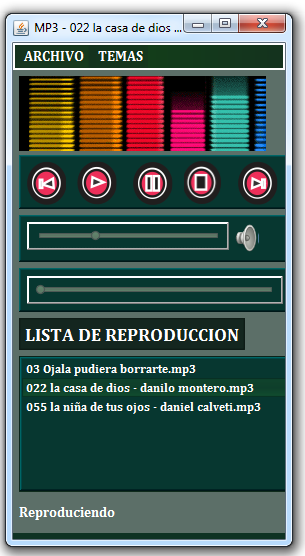 MP3 - 022 la casa de dios ...
ARCHIVO TEMAS
LISTA DE REPRODUCCION
03 Ojala pudiera borrarte.mp3
022 la casa de dios - danilo montero.mp3
055 la niña de tus ojos - daniel calveti.mp3
Reproduciendo